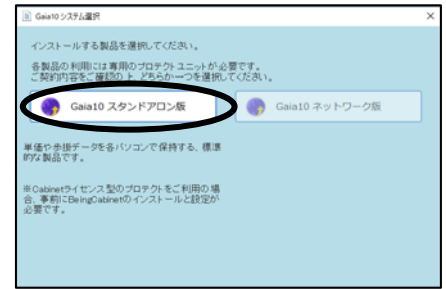 Gaia10 システム選択
インストールする製品を選択してください。
各製品の利用には専用のプロテクトユニットが必要です。
ご契約内容をご確認の上、どちらか一つを選択してください。
Gaia10 スタンドアロン版
Gaia10 ネットワーク版
単価や歩掛データを各パソコンで保持する、標準
的な製品です。
※Cabinetライセンス型のプロテクトをご利用の場
合、事前にBeingCabinetのインストールと設定が
必要です。